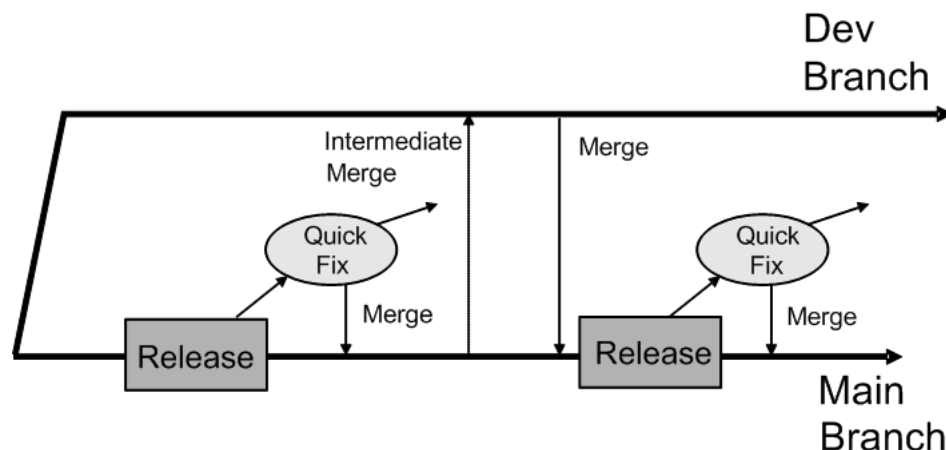 Dev
Branch
Intermediate
Merge
Merge
Quick
Fix
Quick
Fix
Merge
Merge
Release
Release
Main
Branch